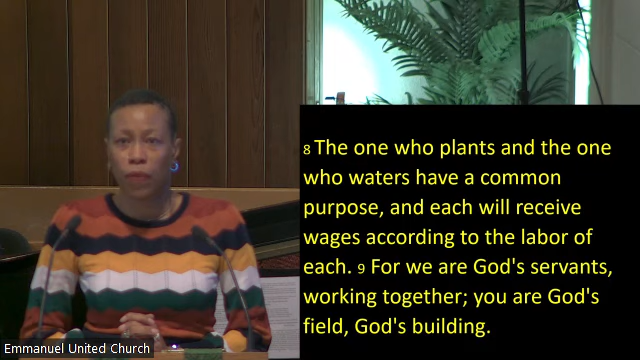 8 The one who plants and the one
who waters have a common
purpose, and each will receive
wages according to the labor of
each. 9 For we are God's servants,
working together; you are God's
field, God's building.
Emmanuel United Church